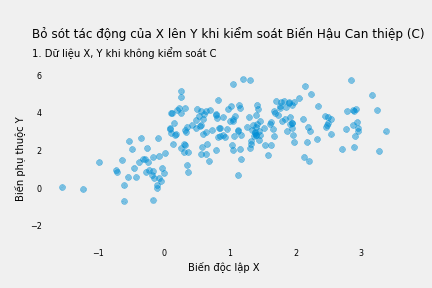 Bỏ sót tác động của X lên Y khi kiểm soát Biến Hậu Can thiệp (C)
1. Dữ liệu X, Y khi không kiểm soát C
Biến phụ thuộc Y
6
4
2
0
−2
−1
0
1
2
3
Biến độc lập X